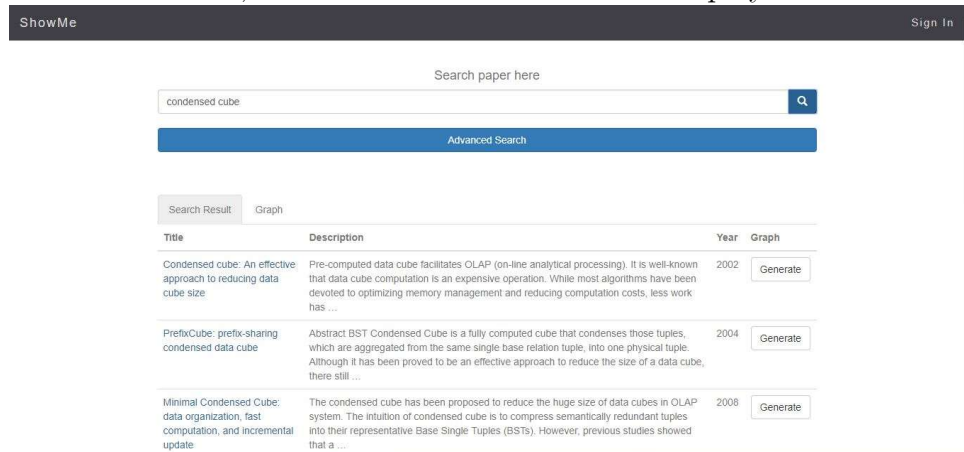 ShowMe
Sign In
Search paper here
condensed cube
Advanced Search
Search Result
Graph
Title
Description
Year
Graph
Condensed cube: An effective
approach to reducing data
cube size
Pre-computed data cube facilitates OLAP (on-line analytical processing). It is well-known
that data cube computation is an expensive operation. While most algorithms have been
devoted to optimizing memory management and reducing computation costs, less work
has ...
2002
Generate
PrefixCube: prefix-sharing
condensed data cube
Abstract BST Condensed Cube is a fully computed cube that condenses those tuples,
which are aggregated from the same single base relation tuple, into one physical tuple.
Although it has been proved to be an effective approach to reduce the size of a data cube,
there still ...
2004
Generate
Minimal Condensed Cube:
data organization, fast
computation, and incremental
update
The condensed cube has been proposed to reduce the huge size of data cubes in OLAP
system. The intuition of condensed cube is to compress semantically redundant tuples
into their representative Base Single Tuples (BSTs). However, previous studies showed
that a ...
2008
Generate